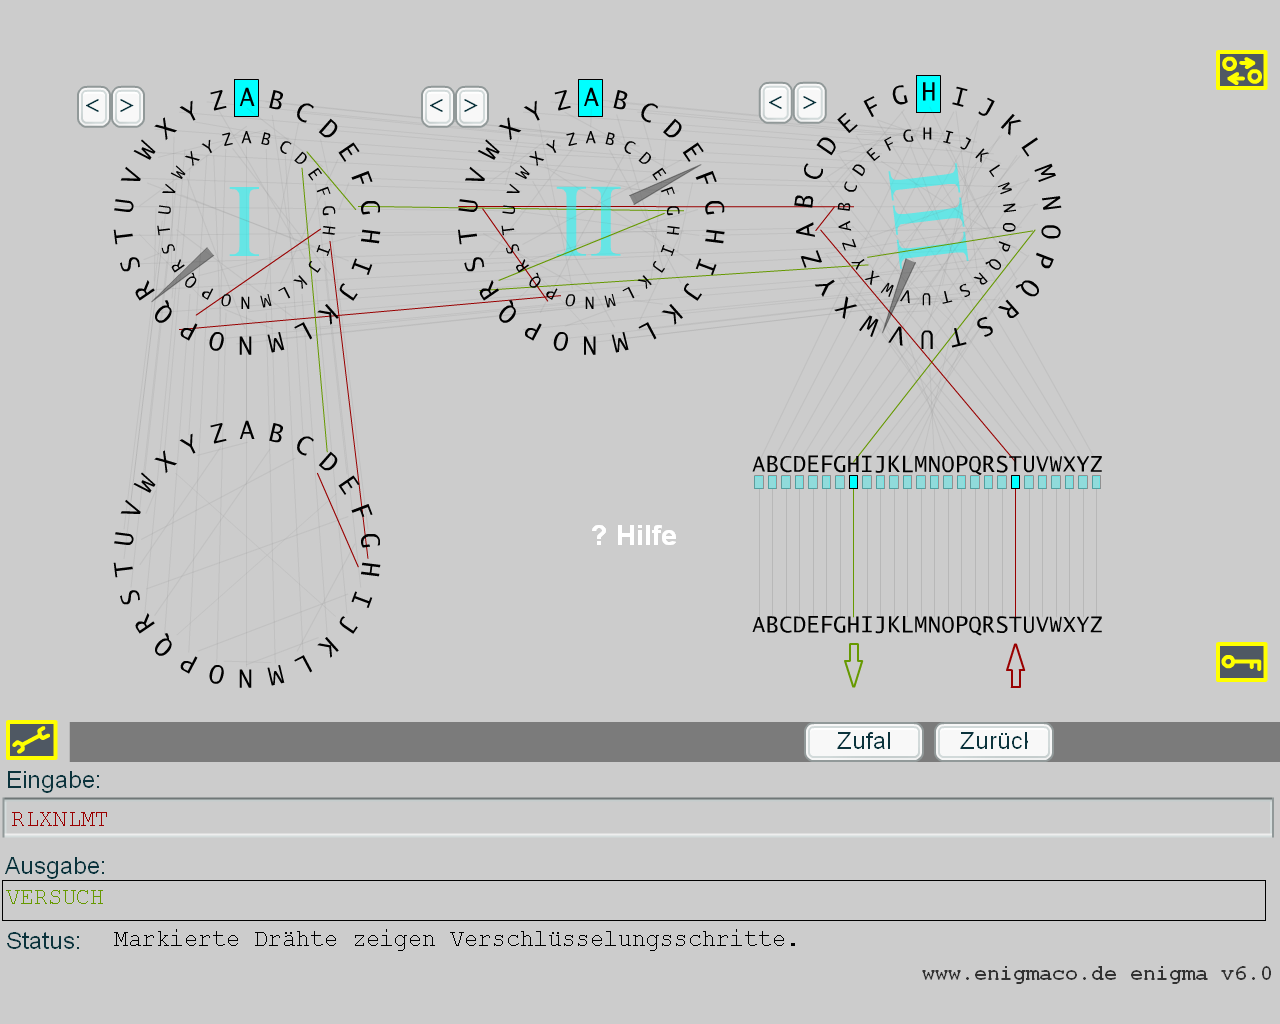 < >
< >
< >
A B C D E F G H I J K L M N O P Q R S T U V W X Y Z
A B C D E F G H I J K L M N O P Q R S T U V W X Y Z
I
A B C D E F G H I J K L M N O P Q R S T U V W X Y Z
A B C D E F G H I J K L M N O P Q R S T U V W X Y Z
II
H I J K L M N O P Q R S T U V W X Y Z A B C D E F G
H I J K L M N O P Q R S T U V W X Y Z A B C D E F G
III
A B C D E F G H I J K L M N O P Q R S T U V W X Y Z
ABCDEFGHIJKLMNOPQRSTUVWXYZ
? Hilfe
ABCDEFGHIJKLMNOPQRSTUVWXYZ
Zufal
Zurück
Eingabe:
RLXNLMT
Ausgabe:
VERSUCH
Status: Markierte Drähte zeigen Verschlüsselungsschritte.
www.enigmaco.de enigma v6.0